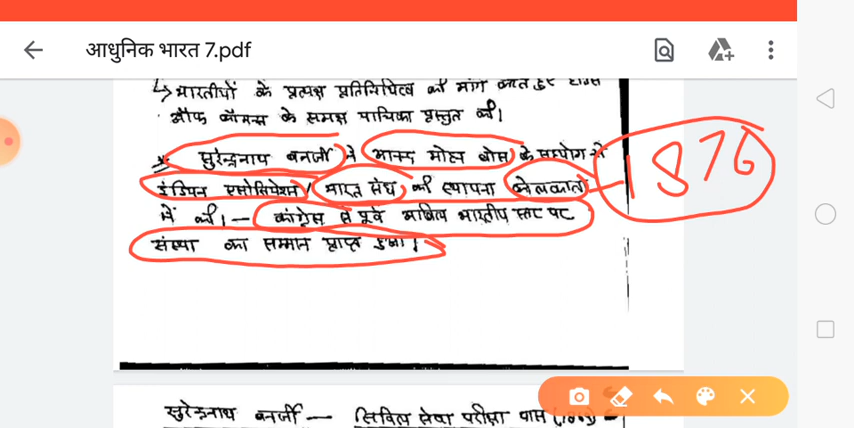 आधुनिक भारत 7.pdf
↳ भारतीयों के प्रत्यक्ष प्रतिनिधित्व की मांग करते हुए हाउस
ऑफ कॉमन्स के समक्ष याचिका प्रस्तुत की।
* सुरेन्द्रनाथ बनर्जी ने आनन्द मोहन बोस के सहयोग से
इंडियन एसोसिएशन / भारत संघ की स्थापना कलकत्ता
1876
में की। — कांग्रेस से पूर्व अखिल भारतीय स्तर पर
संस्था का सम्मान प्राप्त हुआ।
सुरेन्द्रनाथ बनर्जी — सिविल सेवा परीक्षा पास